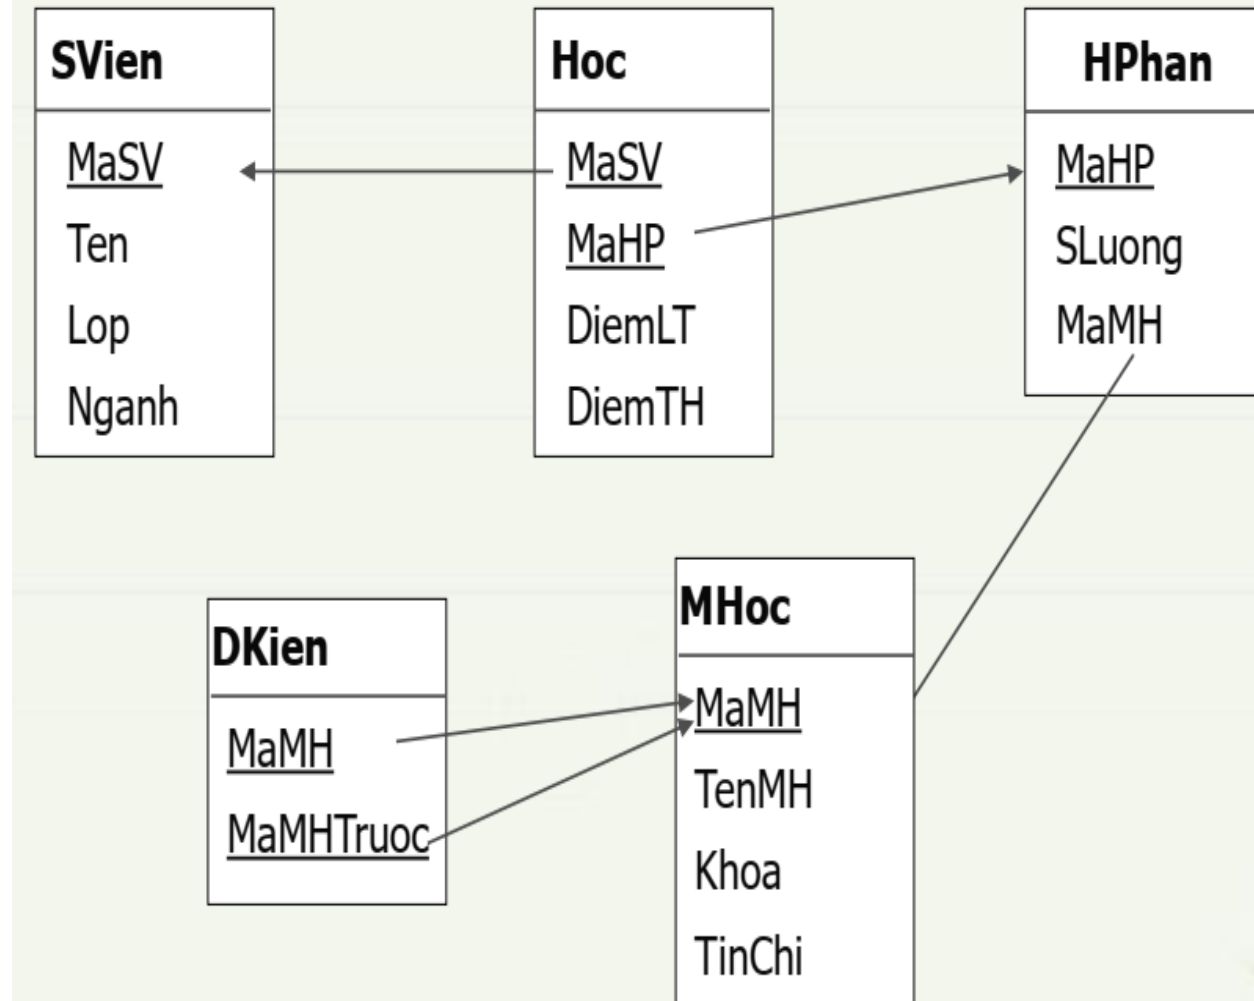 SVien
MaSV
Ten
Lop
Nganh
Hoc
MaSV
MaHP
DiemLT
DiemTH
HPhan
MaHP
SLuong
MaMH
DKien
MaMH
MaMHTruoc
MHoc
MaMH
TenMH
Khoa
TinChi